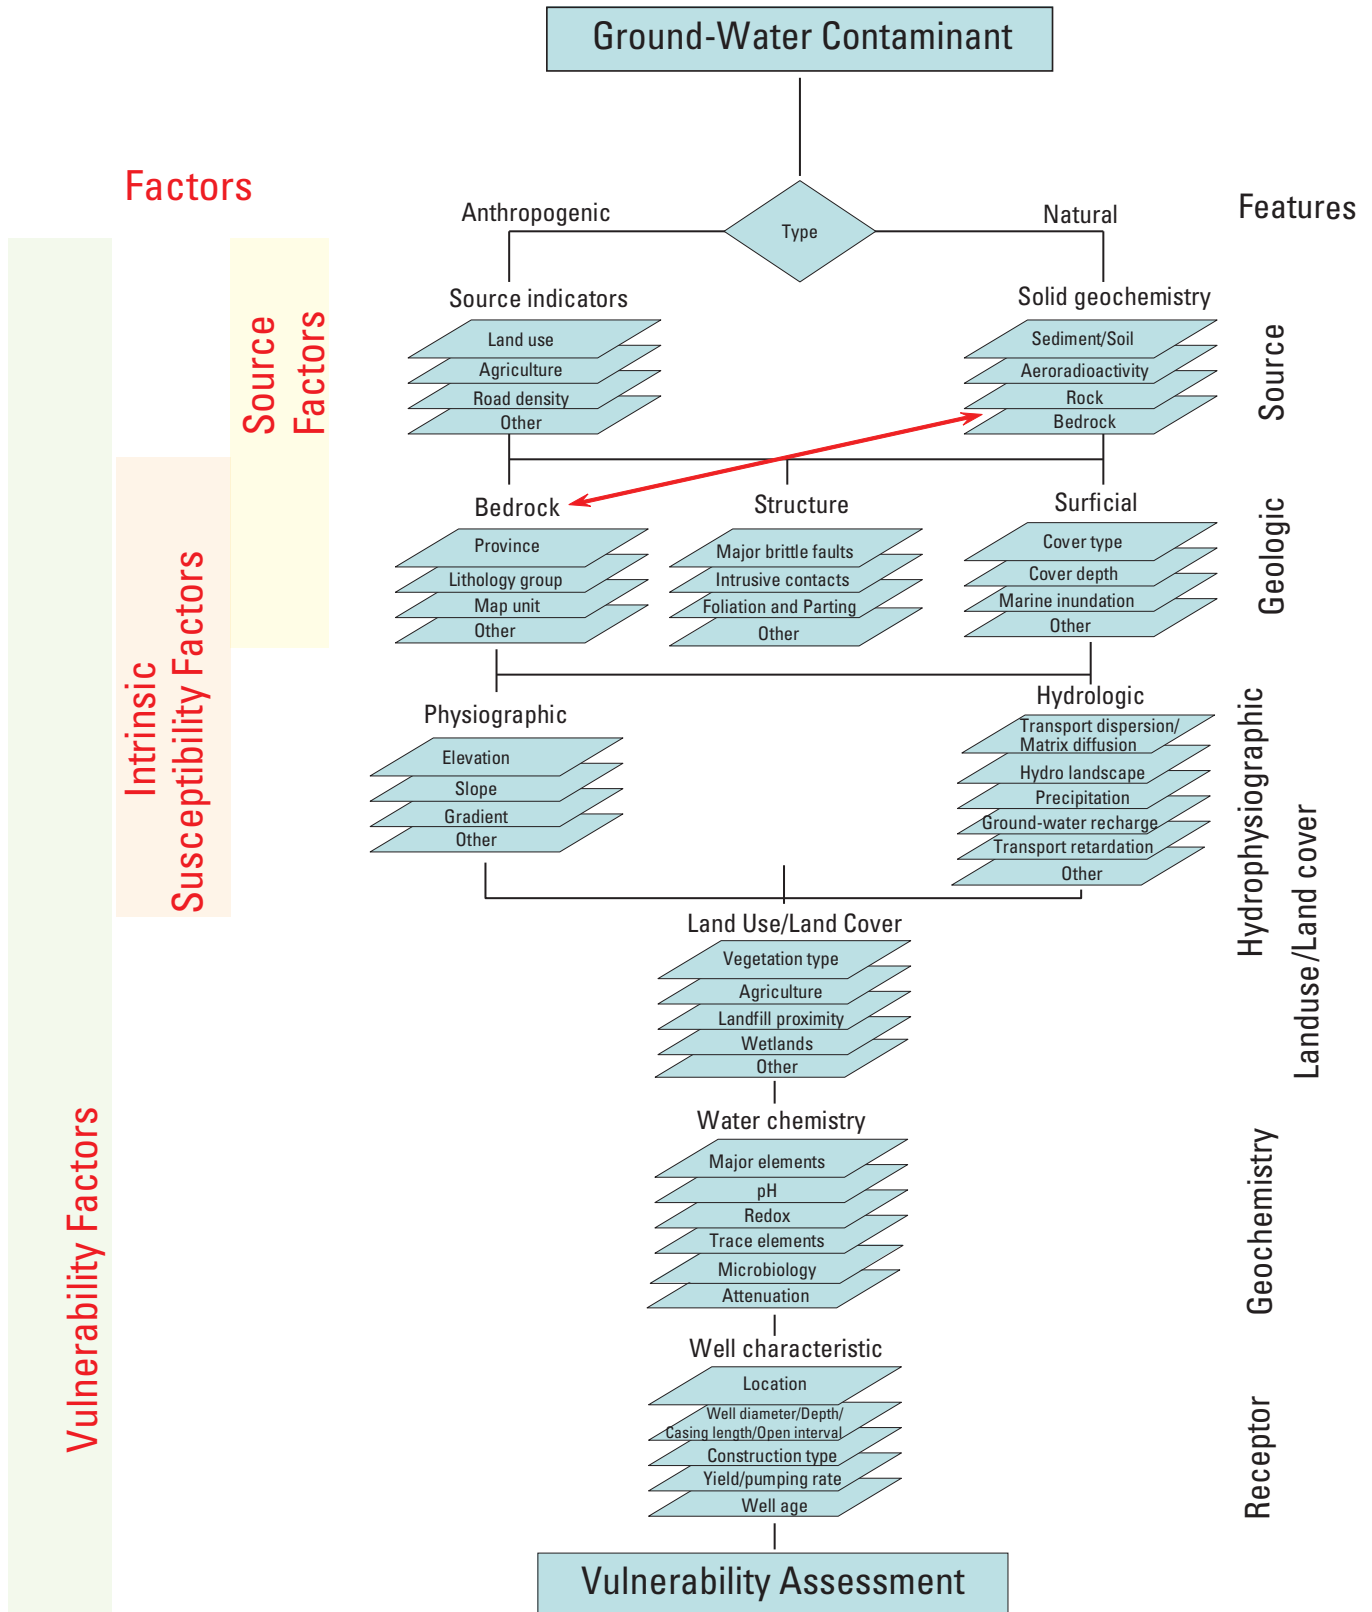 Ground-Water Contaminant
Factors
Anthropogenic
Type
Natural
Features
Source indicators
Land use
Agriculture
Road density
Other
Solid geochemistry
Sediment/Soil
Aeroradioactivity
Rock
Bedrock
Source
Factors
Source
Bedrock
Province
Lithology group
Map unit
Other
Structure
Major brittle faults
Intrusive contacts
Foliation and Parting
Other
Surficial
Cover type
Cover depth
Marine inundation
Other
Geologic
Intrinsic
Susceptibility Factors
Physiographic
Elevation
Slope
Gradient
Other
Hydrologic
Transport dispersion/
Matrix diffusion
Hydro landscape
Precipitation
Ground-water recharge
Transport retardation
Other
Hydrophysiographic
Landuse/Land cover
Land Use/Land Cover
Vegetation type
Agriculture
Landfill proximity
Wetlands
Other
Vulnerability Factors
Water chemistry
Major elements
pH
Redox
Trace elements
Microbiology
Attenuation
Geochemistry
Well characteristic
Location
Well diameter/Depth/
Casing length/Open interval
Construction type
Yield/pumping rate
Well age
Receptor
Vulnerability Assessment